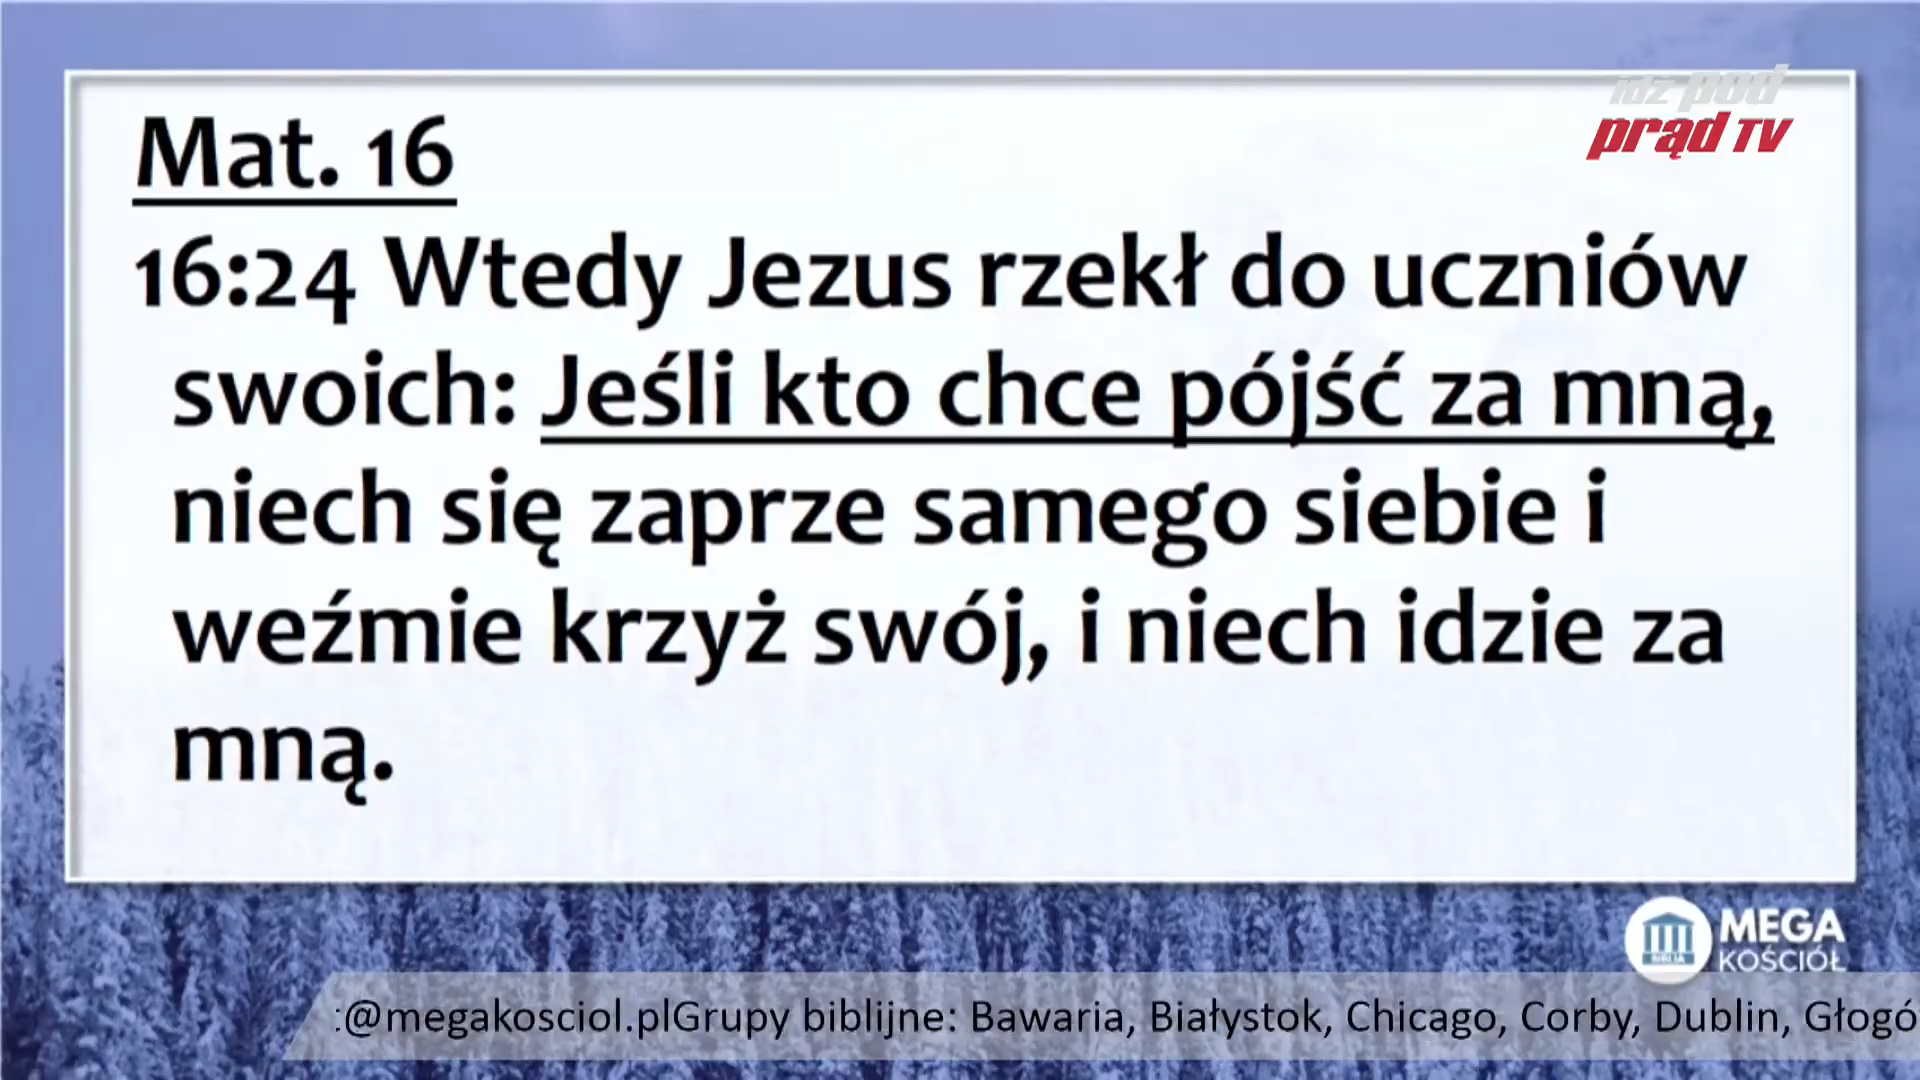 idź pod
prąd TV
Mat. 16
16:24 Wtedy Jezus rzekł do uczniów
swoich: Jeśli kto chce pójść za mną,
niech się zaprze samego siebie i
weźmie krzyż swój, i niech idzie za
mną.
BIBLIA
MEGA
KOŚCIÓŁ
@megakosciol.plGrupy biblijne: Bawaria, Białystok, Chicago, Corby, Dublin, Głogó